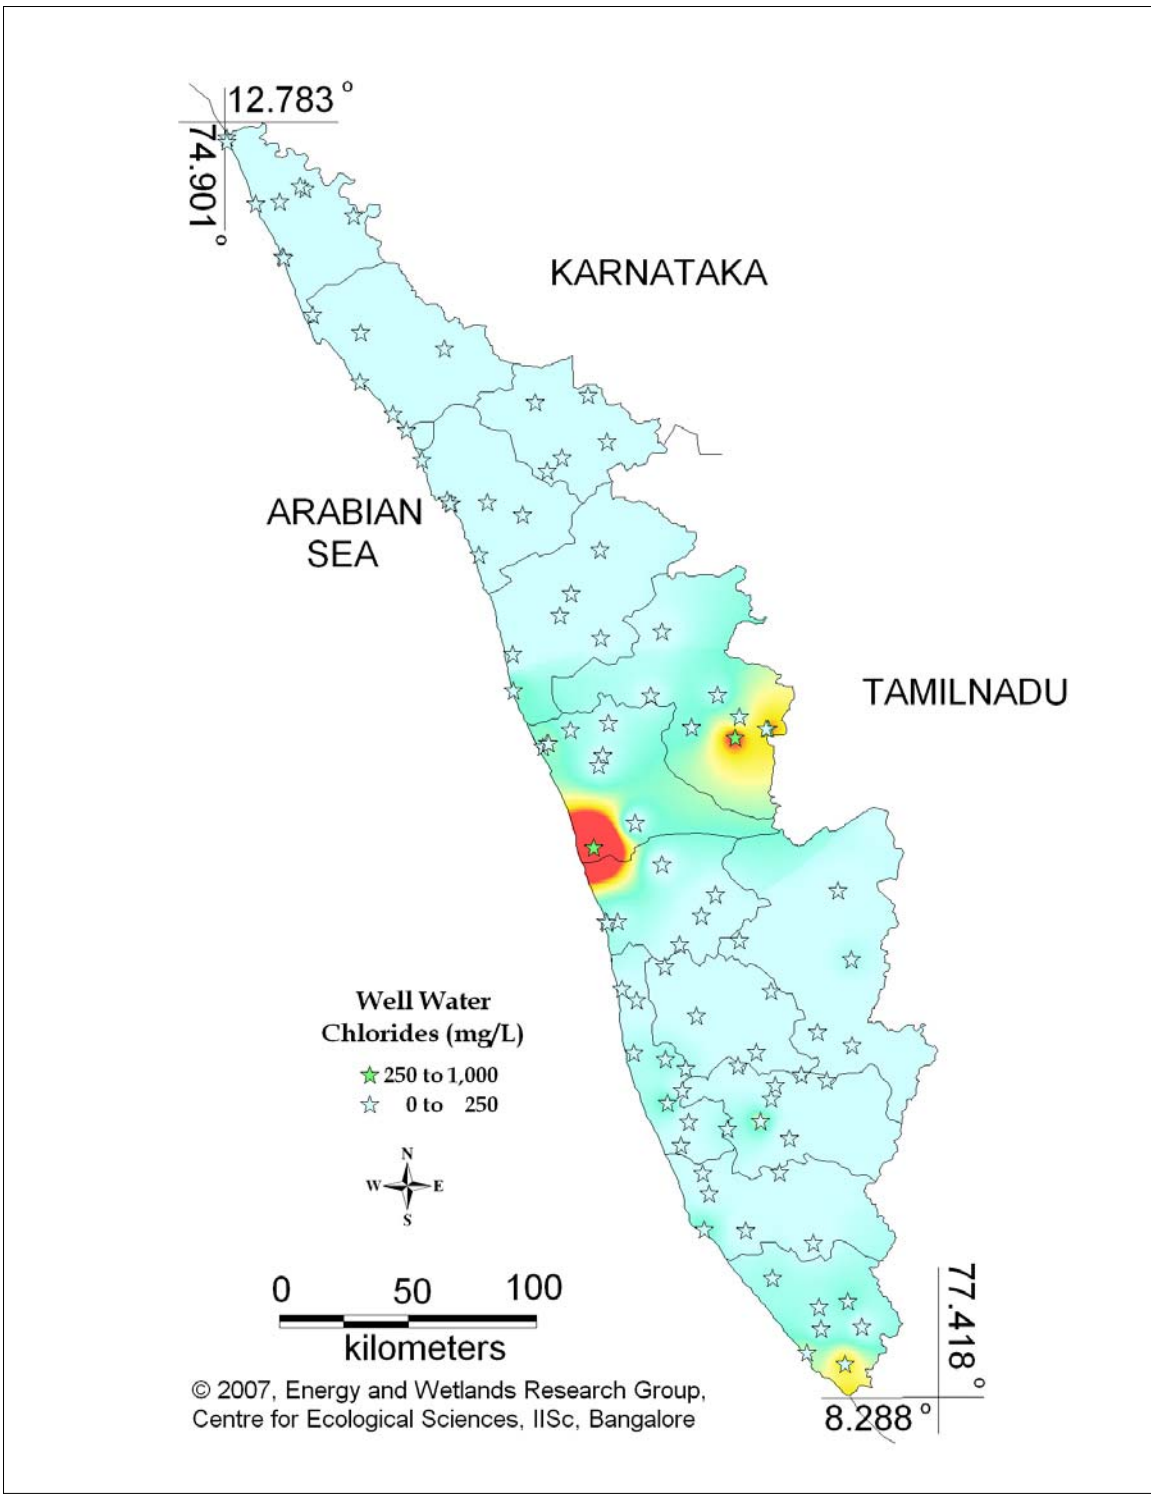 12.783 °
74.901 °
KARNATAKA
ARABIAN
SEA
TAMILNADU
Well Water
Chlorides (mg/L)
250 to 1,000
0 to 250
N
W E
S
0 50 100
kilometers
77.418 °
8.288 °
© 2007, Energy and Wetlands Research Group,
Centre for Ecological Sciences, IISc, Bangalore